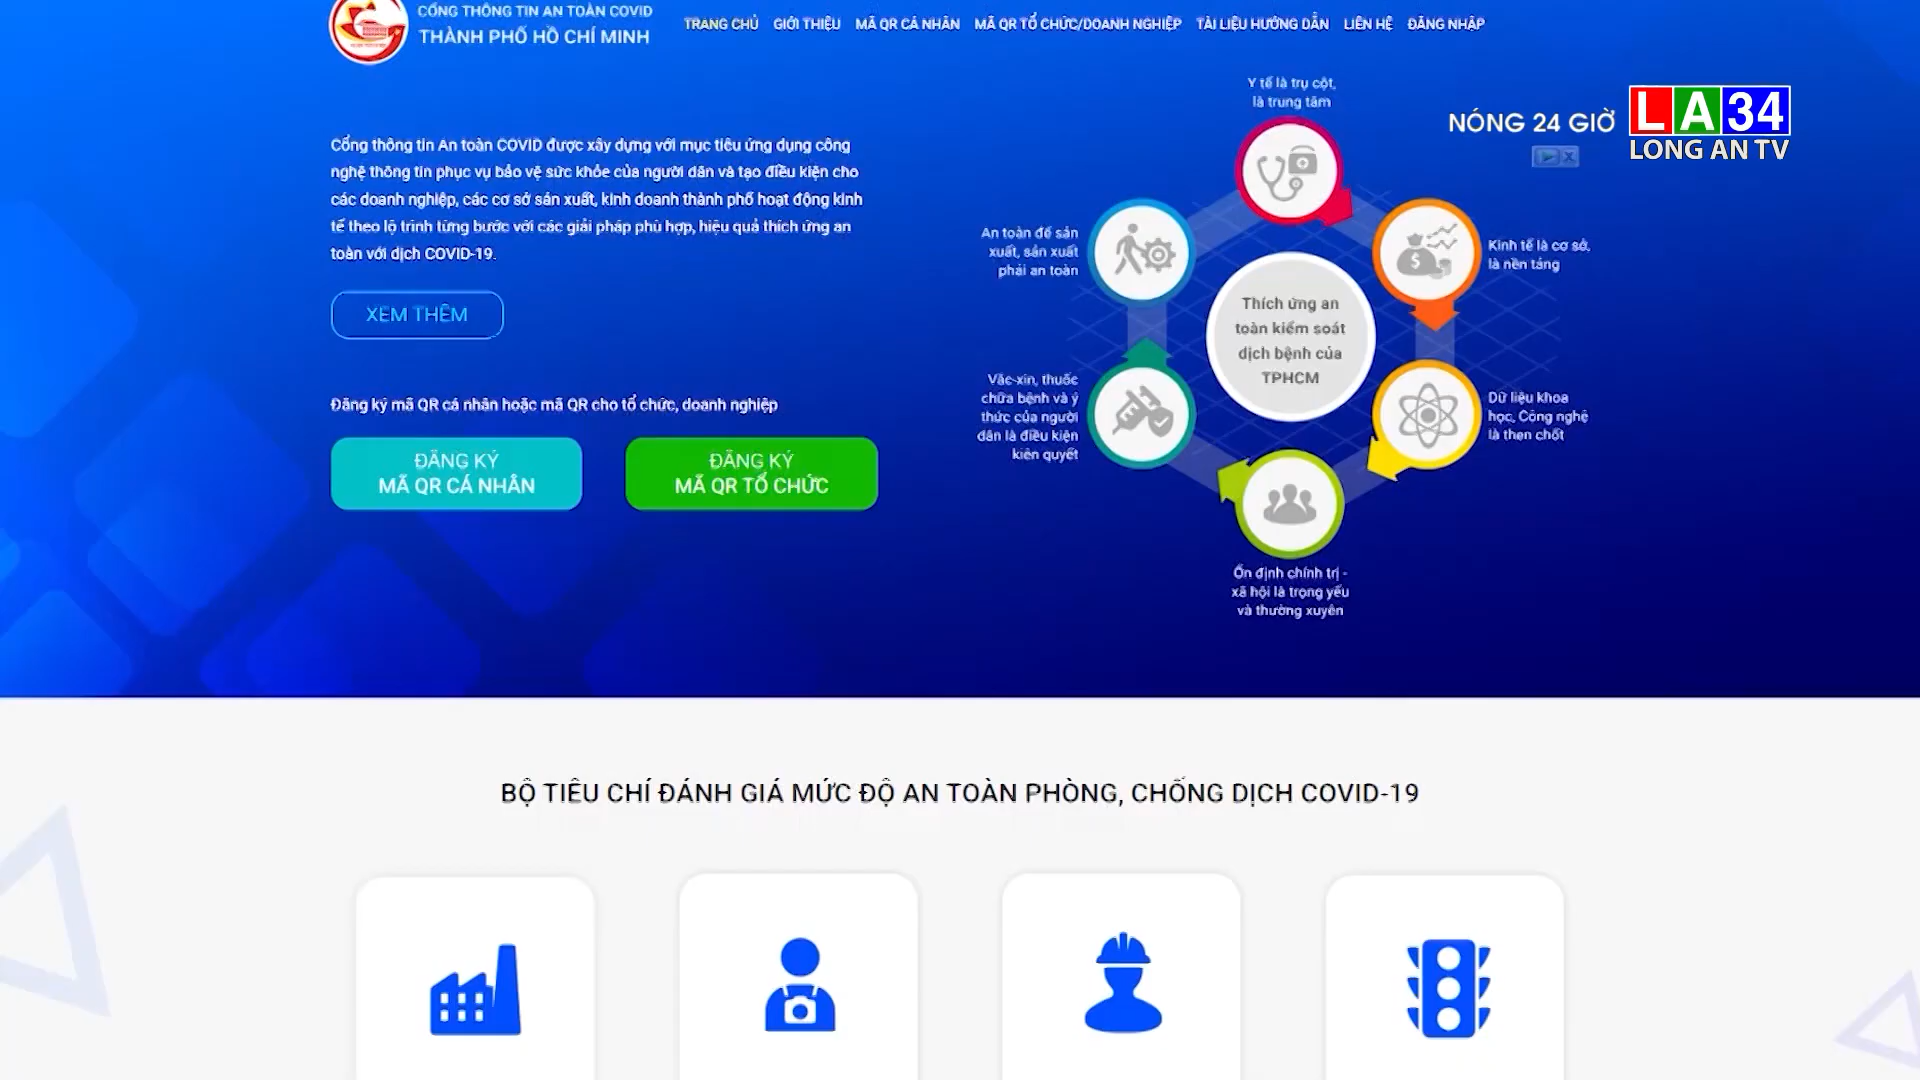 CỔNG THÔNG TIN AN TOÀN COVID
THÀNH PHỐ HỒ CHÍ MINH
TRANG CHỦ GIỚI THIỆU MÃ QR CÁ NHÂN MÃ QR TỔ CHỨC/DOANH NGHIỆP TÀI LIỆU HƯỚNG DẪN LIÊN HỆ ĐĂNG NHẬP
NÓNG 24 GIỜ
LA34
LONG AN TV
Cổng thông tin An toàn COVID được xây dựng với mục tiêu ứng dụng công
nghệ thông tin phục vụ bảo vệ sức khỏe của người dân và tạo điều kiện cho
các doanh nghiệp, các cơ sở sản xuất, kinh doanh thành phố hoạt động kinh
tế theo lộ trình từng bước với các giải pháp phù hợp, hiệu quả thích ứng an
toàn với dịch COVID-19.
XEM THÊM
Đăng ký mã QR cá nhân hoặc mã QR cho tổ chức, doanh nghiệp
ĐĂNG KÝ
MÃ QR CÁ NHÂN
ĐĂNG KÝ
MÃ QR TỔ CHỨC
Y tế là trụ cột,
là trung tâm
Kinh tế là cơ sở,
là nền tảng
Dữ liệu khoa
học, Công nghệ
là then chốt
Ổn định chính trị -
xã hội là trọng yếu
và thường xuyên
Vắc-xin, thuốc
chữa bệnh và ý
thức của người
dân là điều kiện
kiên quyết
An toàn để sản
xuất, sản xuất
phải an toàn
Thích ứng an
toàn kiểm soát
dịch bệnh của
TPHCM
BỘ TIÊU CHÍ ĐÁNH GIÁ MỨC ĐỘ AN TOÀN PHÒNG, CHỐNG DỊCH COVID-19